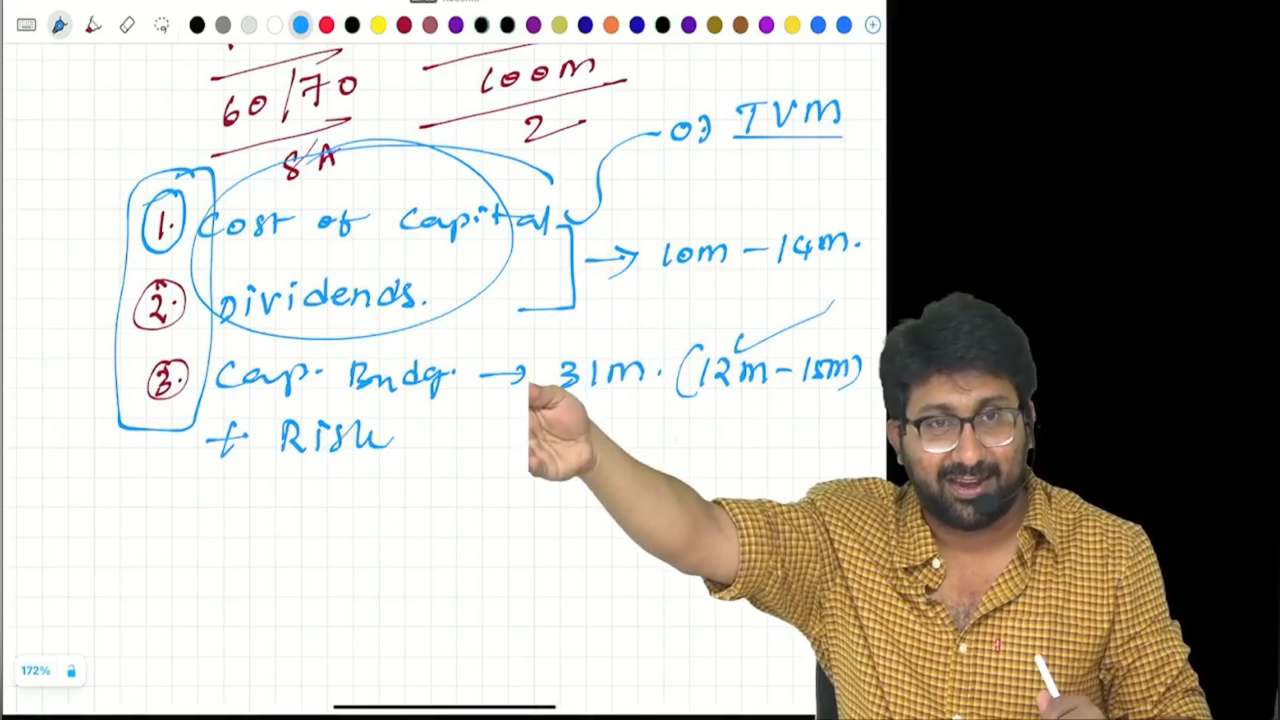 60/70
100m
2
S/A
03 TVM
1. Cost of Capital
→ 10m - 14m.
2. Dividends.
3. Cap. Budg. → 31m. (12m - 15m)
+ Risk
172%